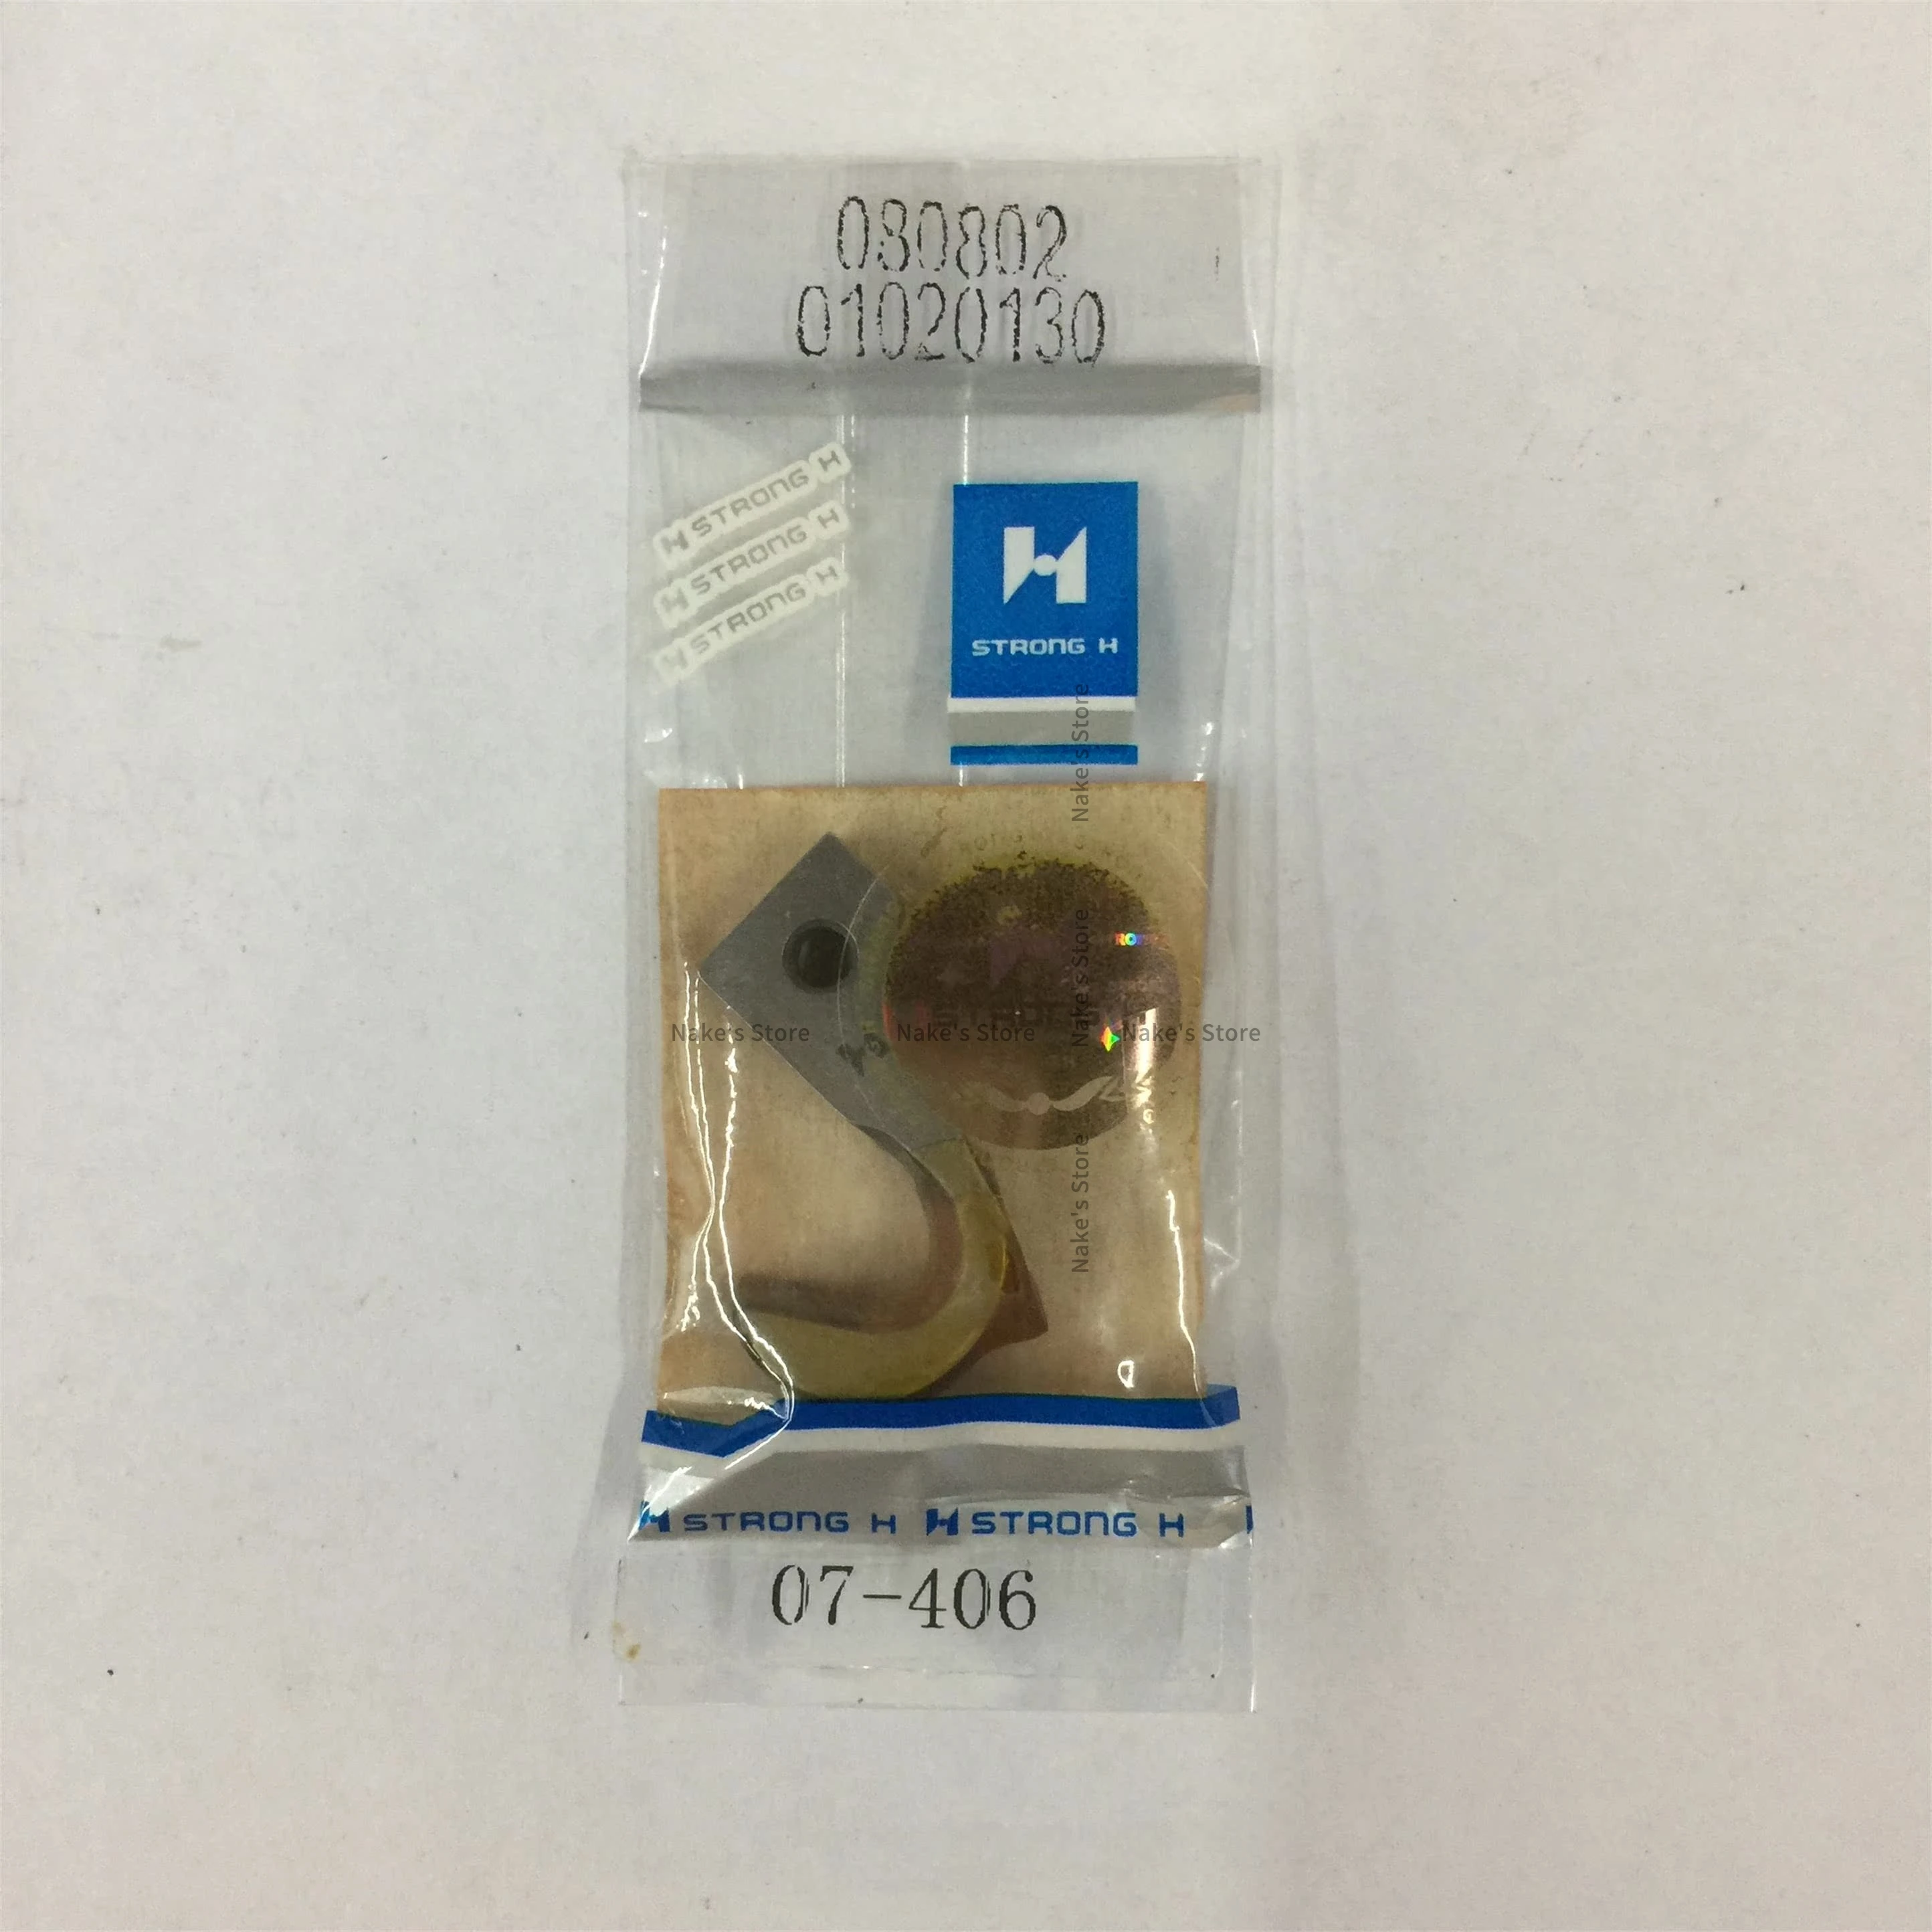 080802
01020130
STRONG H
STRONG H
STRONG H
STRONG H
Nake's Store
Nake's Store Nake's Store Nake's Store
Nake's Store
Nake's Store
STRONG H STRONG H
07-406